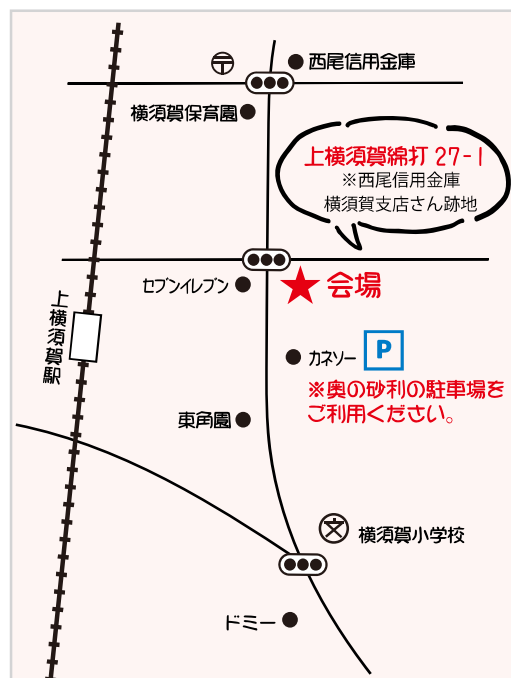 西尾信用金庫
横須賀保育園
上横須賀綿打 27-1
※西尾信用金庫
横須賀支店さん跡地
セブンイレブン
会場
上横須賀駅
カネソー
P
※奥の砂利の駐車場を
ご利用ください。
東角園
横須賀小学校
ドミー